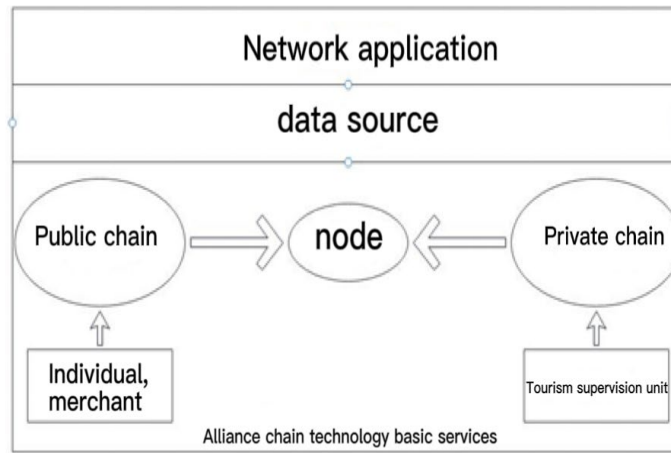 Network application
data source
Public chain
node
Private chain
Individual,
merchant
Tourism supervision unit
Alliance chain technology basic services